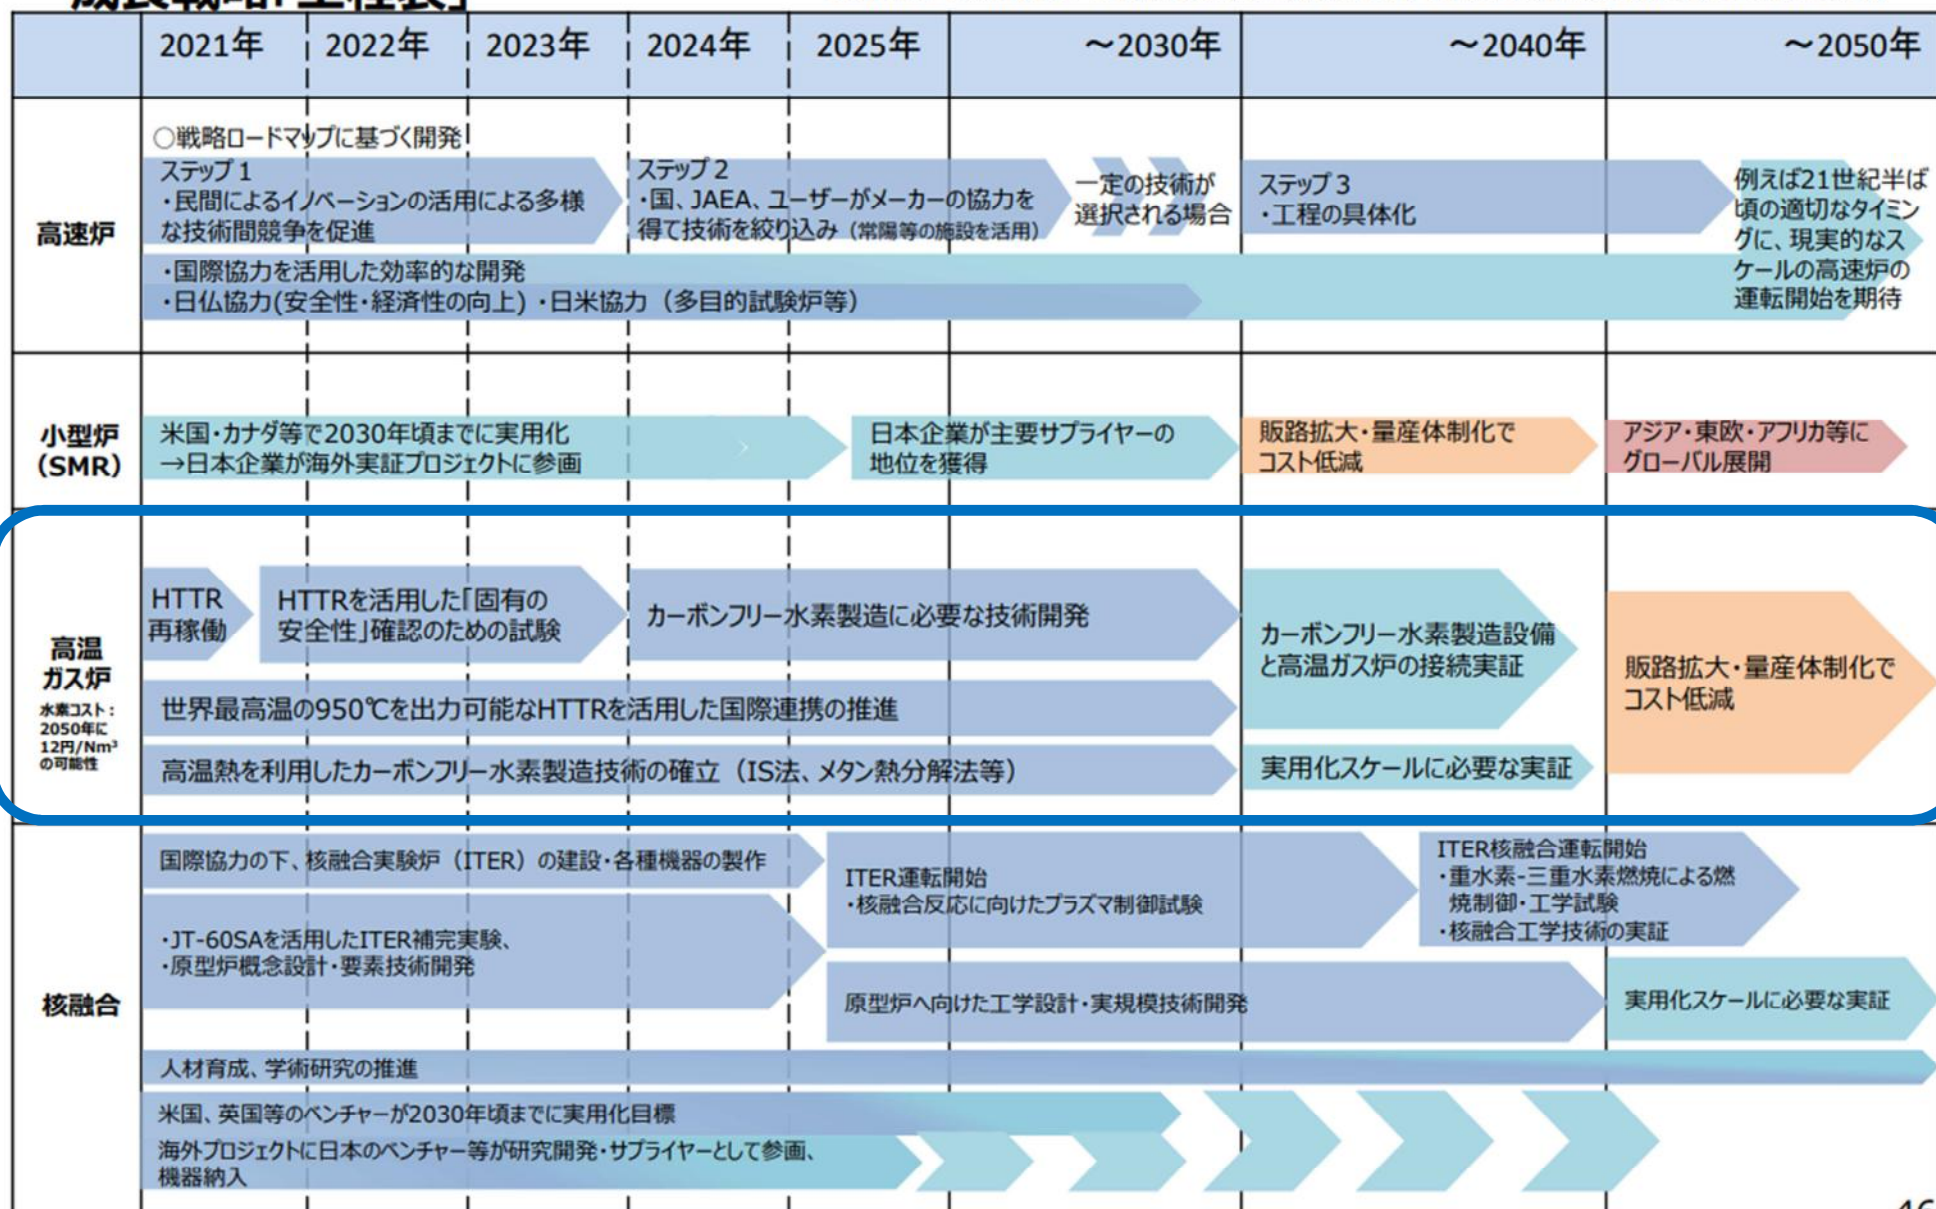 成長戦略「工程表」
2021年 2022年 2023年 2024年 2025年 ～2030年 ～2040年 ～2050年
高速炉
○戦略ロードマップに基づく開発
ステップ1
・民間によるイノベーションの活用による多様
な技術間競争を促進
ステップ2
・国、JAEA、ユーザーがメーカーの協力を
得て技術を絞り込み（常陽等の施設を活用）
一定の技術が
選択される場合
ステップ3
・工程の具体化
例えば21世紀半ば
頃の適切なタイミン
グに、現実的なス
ケールの高速炉の
運転開始を期待
・国際協力を活用した効率的な開発
・日仏協力(安全性・経済性の向上) ・日米協力（多目的試験炉等）
小型炉
（SMR）
米国・カナダ等で2030年頃までに実用化
→日本企業が海外実証プロジェクトに参画
日本企業が主要サプライヤーの
地位を獲得
販路拡大・量産体制化で
コスト低減
アジア・東欧・アフリカ等に
グローバル展開
高温
ガス炉
水素コスト：
2050年に
12円/Nm³
の可能性
HTTR
再稼働
HTTRを活用した「固有の
安全性」確認のための試験
カーボンフリー水素製造に必要な技術開発
カーボンフリー水素製造設備
と高温ガス炉の接続実証
販路拡大・量産体制化で
コスト低減
世界最高温の950℃を出力可能なHTTRを活用した国際連携の推進
高温熱を利用したカーボンフリー水素製造技術の確立（IS法、メタン熱分解法等）
実用化スケールに必要な実証
核融合
国際協力の下、核融合実験炉（ITER）の建設・各種機器の製作
ITER運転開始
・核融合反応に向けたプラズマ制御試験
ITER核融合運転開始
・重水素-三重水素燃焼による燃
焼制御・工学試験
・核融合工学技術の実証
・JT-60SAを活用したITER補完実験、
・原型炉概念設計・要素技術開発
原型炉へ向けた工学設計・実規模技術開発
実用化スケールに必要な実証
人材育成、学術研究の推進
米国、英国等のベンチャーが2030年頃までに実用化目標
海外プロジェクトに日本のベンチャー等が研究開発・サプライヤーとして参画、
機器納入